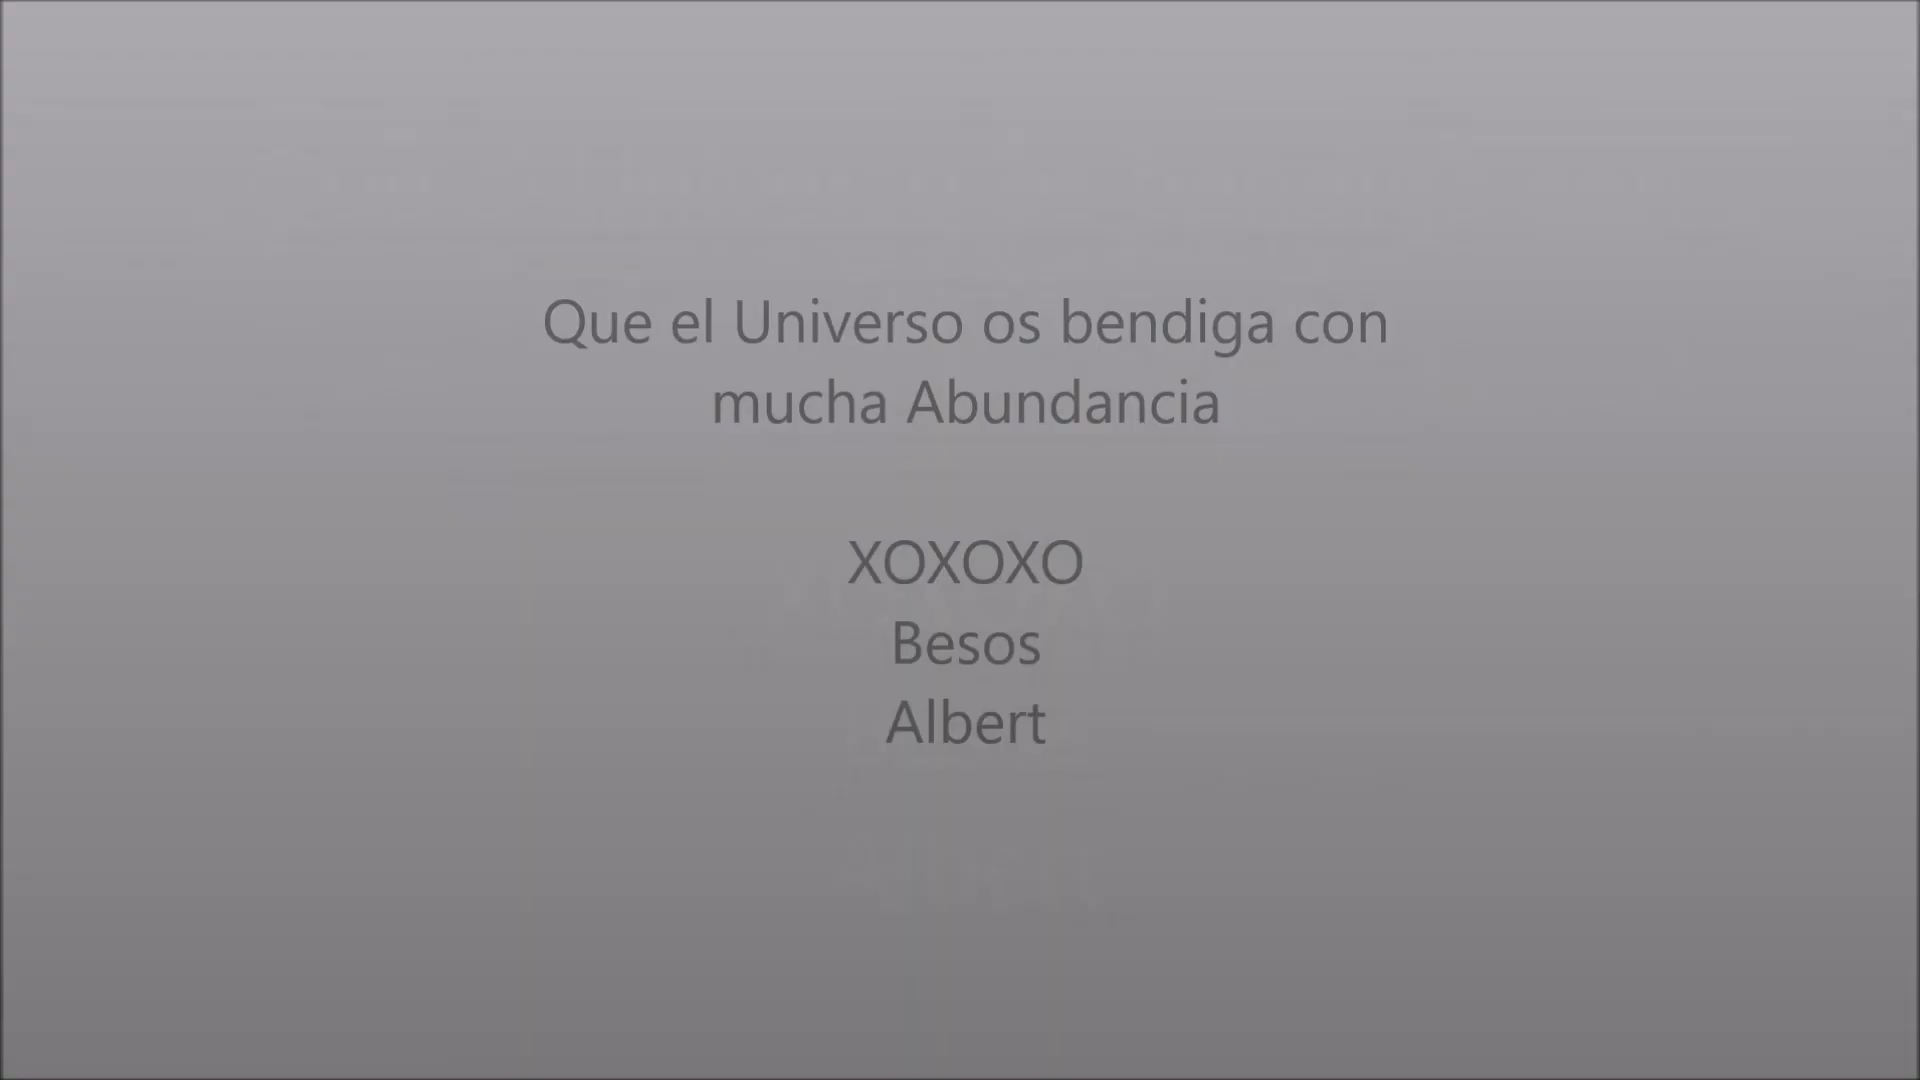 Que el Universo os bendiga con
mucha Abundancia
XOXOXO
Besos
Albert